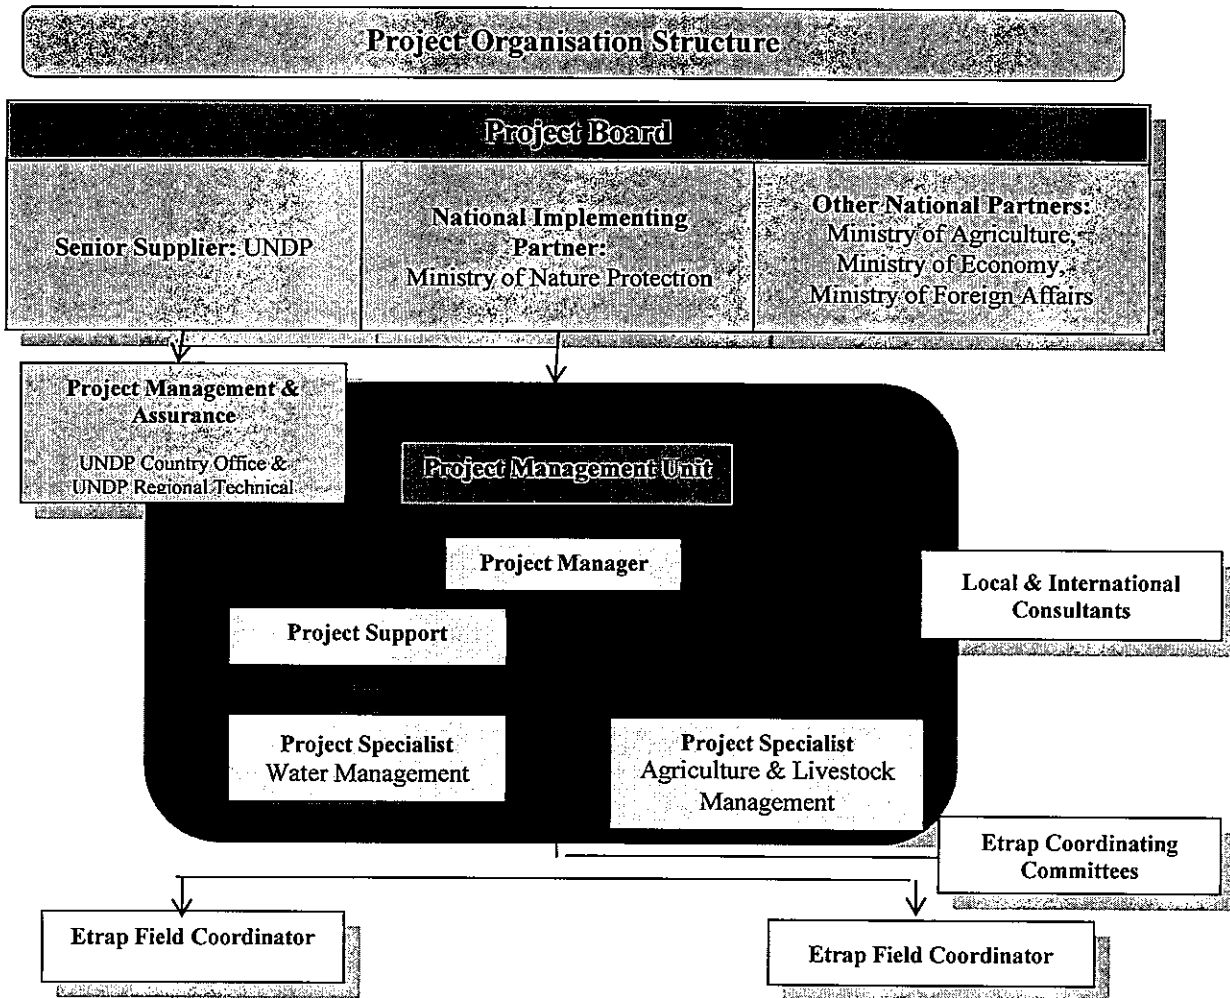 Project Organisation Structure
Project Board
Senior Supplier: UNDP
National Implementing
Partner:
Ministry of Nature Protection
Other National Partners:
Ministry of Agriculture,
Ministry of Economy,
Ministry of Foreign Affairs
Project Management &
Assurance
UNDP Country Office &
UNDP Regional Technical
Project Management Unit
Project Manager
Local & International
Consultants
Project Support
Project Specialist
Water Management
Project Specialist
Agriculture & Livestock
Management
Etrap Coordinating
Committees
Etrap Field Coordinator
Etrap Field Coordinator